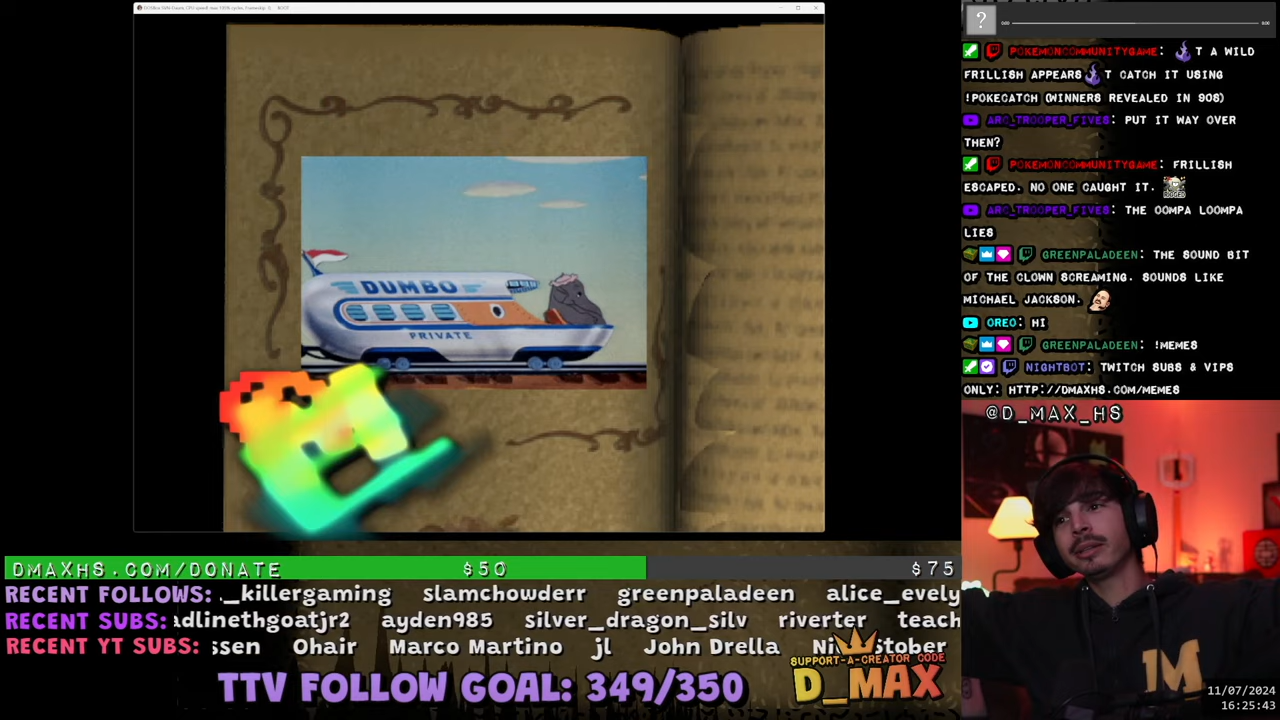 DUMBO
PRIVATE
?
POKEMONCOMMUNITYGAME: T A WILD
FRILLISH APPEARS T CATCH IT USING
!POKECATCH (WINNERS REVEALED IN 90S)
ARC_TROOPER_FIVES: PUT IT WAY OVER
THEN?
POKEMONCOMMUNITYGAME: FRILLISH
ESCAPED. NO ONE CAUGHT IT.
ARC_TROOPER_FIVES: THE OOMPA LOOMPA
LIES
GREENPALADEEN: THE SOUND BIT
OF THE CLOWN SCREAMING. SOUNDS LIKE
MICHAEL JACKSON.
OREO: HI
GREENPALADEEN: !MEMES
NIGHTBOT: TWITCH SUBS & VIPS
ONLY: HTTP://DMAXHS.COM/MEMES
@D_MAX_HS
M
DMAXHS.COM/DONATE $50 $75
RECENT FOLLOWS: ._killergaming slamchowderr greenpaladeen alice_evely
RECENT SUBS: adlinethgoatjr2 ayden985 silver_dragon_silv riverter teach
RECENT YT SUBS: ssen Ohair Marco Martino jl John Drella Stober
TTV FOLLOW GOAL: 349/350
SUPPORT-A-CREATOR CODE
D_MAX
11/07/2024
16:25:43